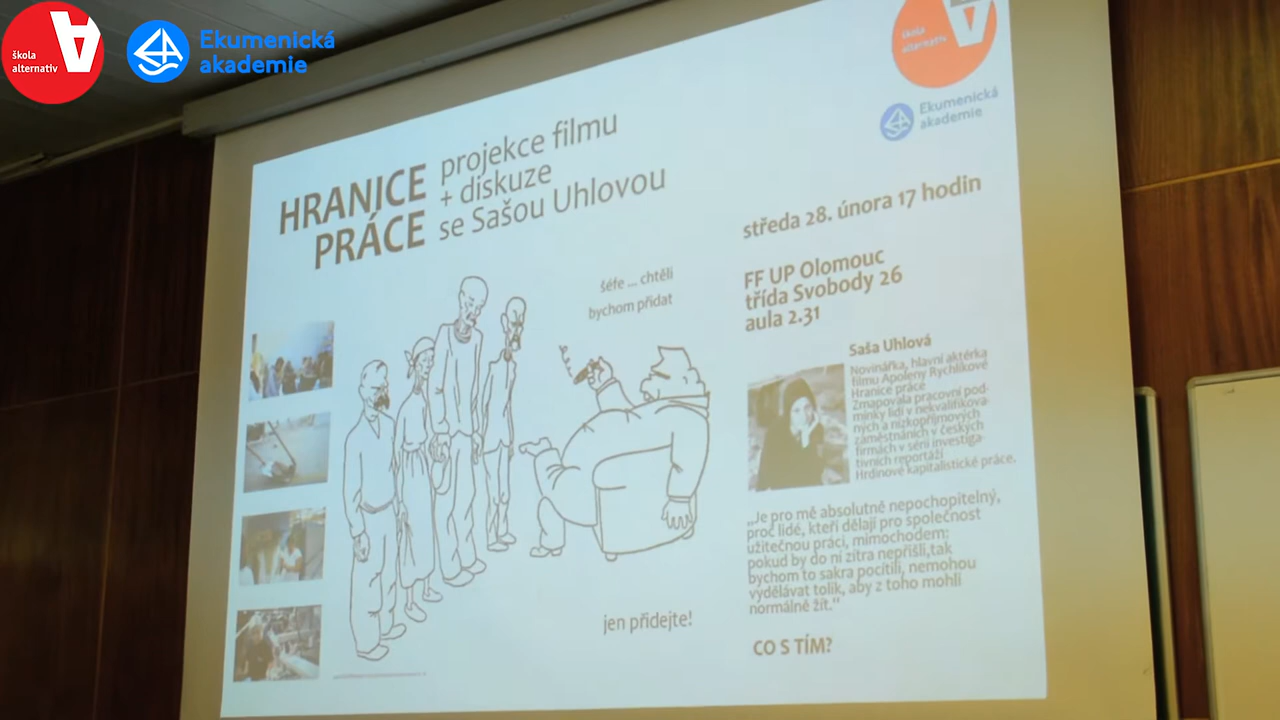 škola
alternativ
Ekumenická
akademie
škola
alternativ
Ekumenická
akademie
HRANICE
PRÁCE
projekce filmu
+ diskuze
se Sašou Uhlovou
středa 28. února 17 hodin
FF UP Olomouc
třída Svobody 26
aula 2.31
šéfe ... chtěli
bychom přidat
jen přidejte!
Saša Uhlová
Novinářka, hlavní aktérka
filmu Apoleny Rychlíkové
Hranice práce
Zmapovala pracovní pod-
mínky lidí v nekvalifikova-
ných a nízkopříjmových
zaměstnáních v českých
firmách v sérii investiga-
tivních reportáží
Hrdinové kapitalistické práce.
„Je pro mě absolutně nepochopitelný,
proč lidé, kteří dělají pro společnost
užitečnou práci, mimochodem:
pokud by do ní zítra nepřišli,tak
bychom to sakra pocítili, nemohou
vydělávat tolik, aby z toho mohli
normálně žít.“
CO S TÍM?